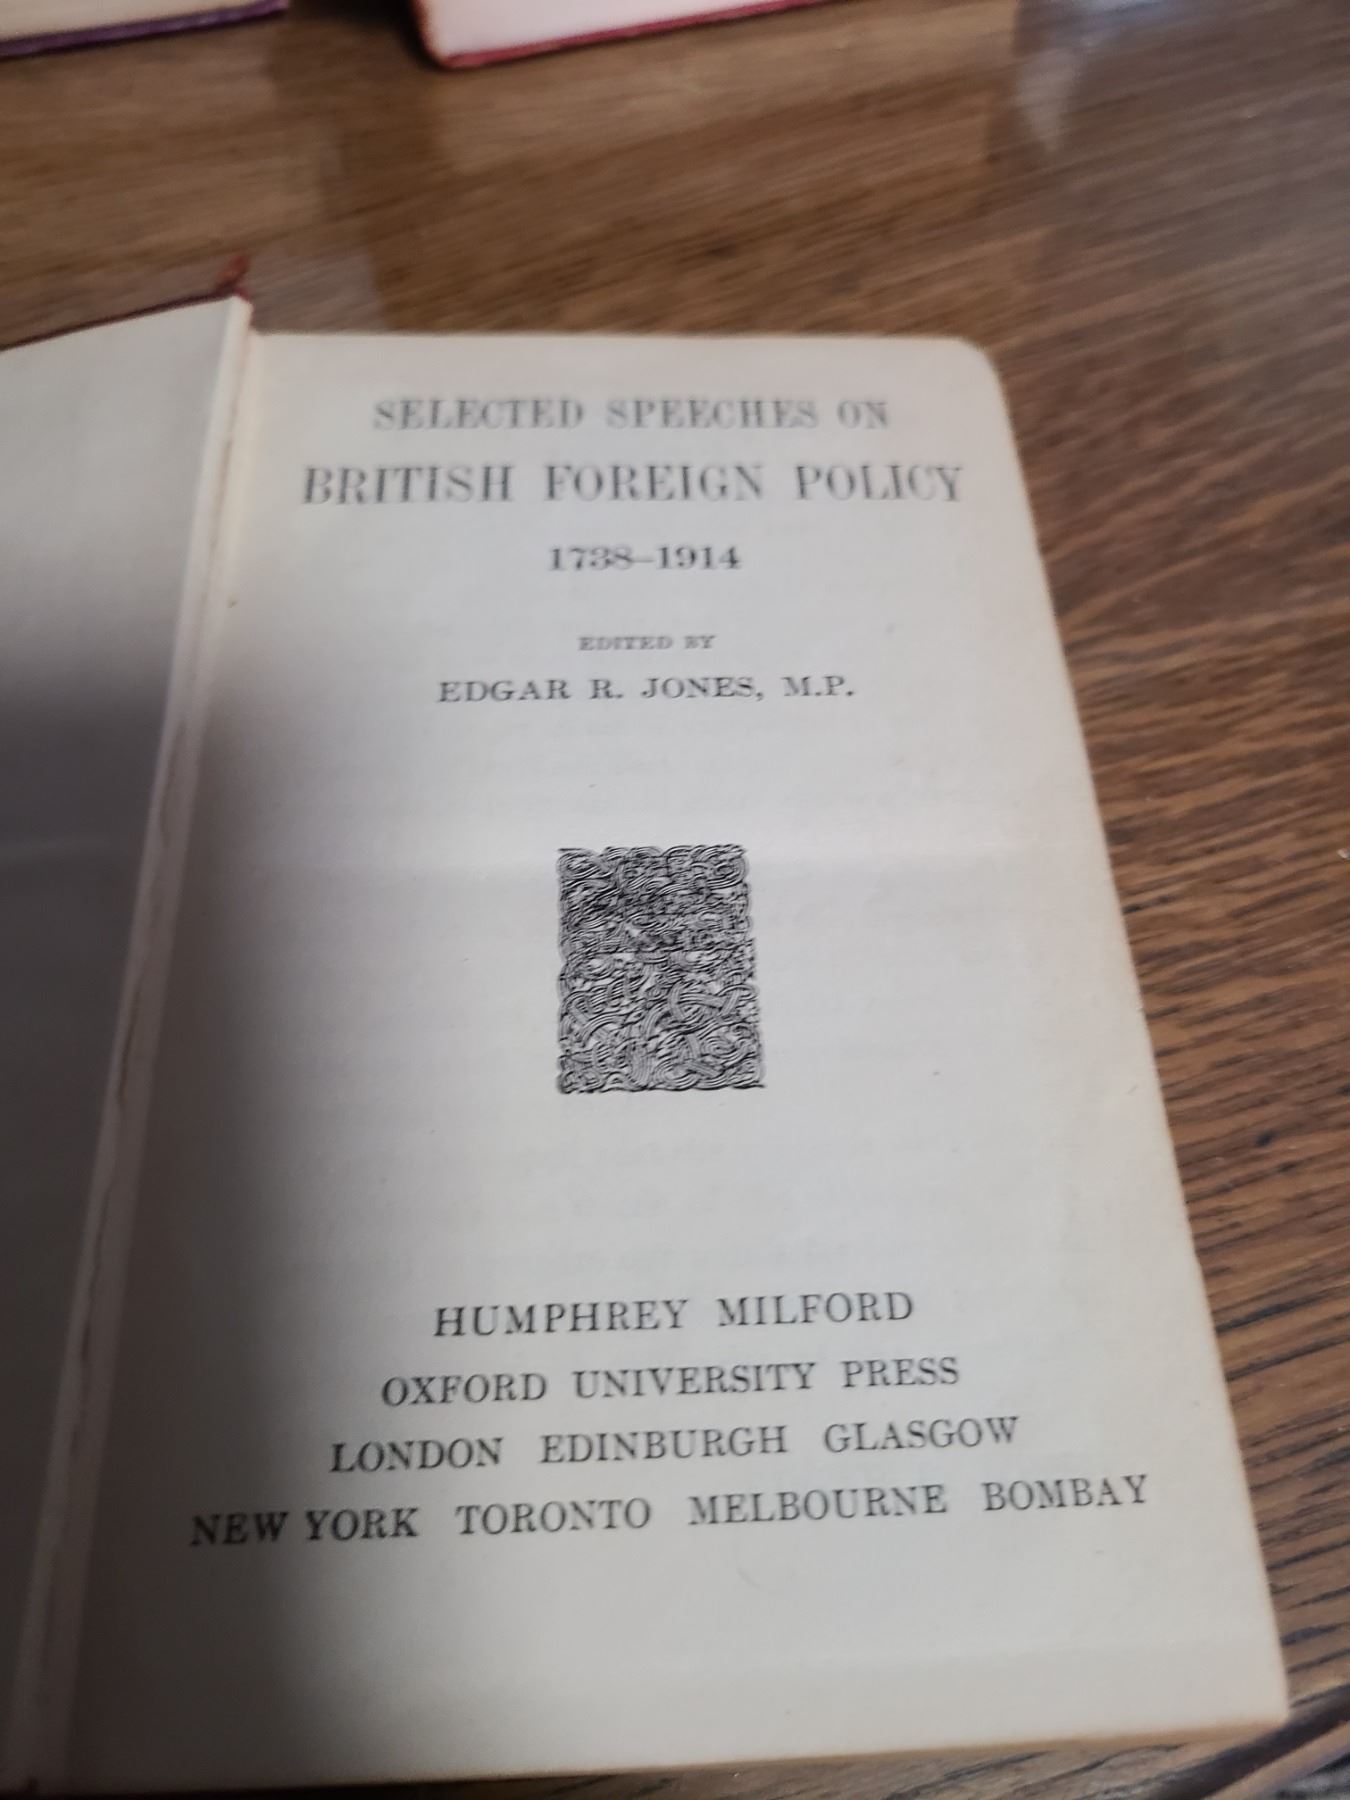 SELECTED SPEECHES ON
BRITISH FOREIGN POLICY
1738–1914
EDITED BY
EDGAR R. JONES, M.P.
HUMPHREY MILFORD
OXFORD UNIVERSITY PRESS
LONDON EDINBURGH GLASGOW
NEW YORK TORONTO MELBOURNE BOMBAY